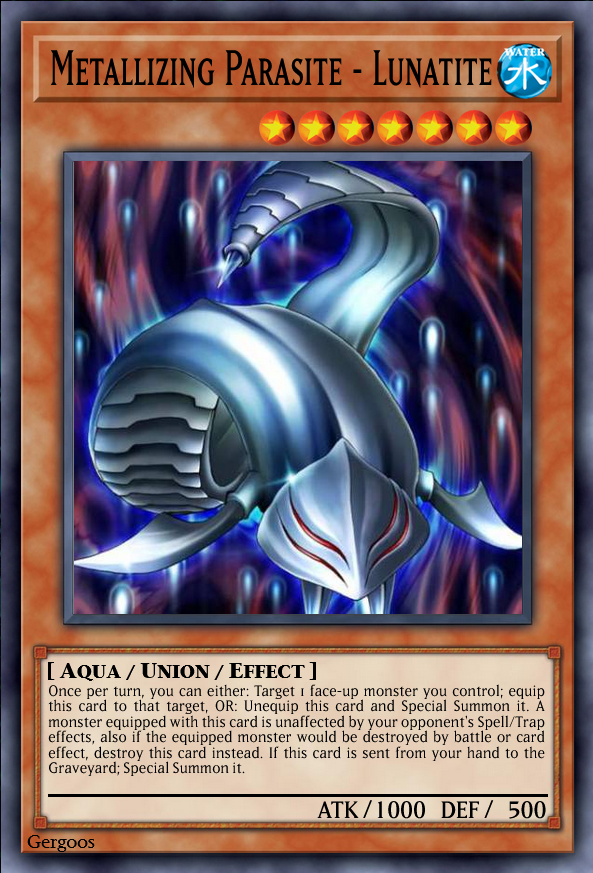 Metallizing Parasite - Lunatite
WATER
水
[ Aqua / Union / Effect ]
Once per turn, you can either: Target 1 face-up monster you control; equip
this card to that target, OR: Unequip this card and Special Summon it. A
monster equipped with this card is unaffected by your opponent's Spell/Trap
effects, also if the equipped monster would be destroyed by battle or card
effect, destroy this card instead. If this card is sent from your hand to the
Graveyard; Special Summon it.
ATK / 1000 DEF / 500
Gergoos